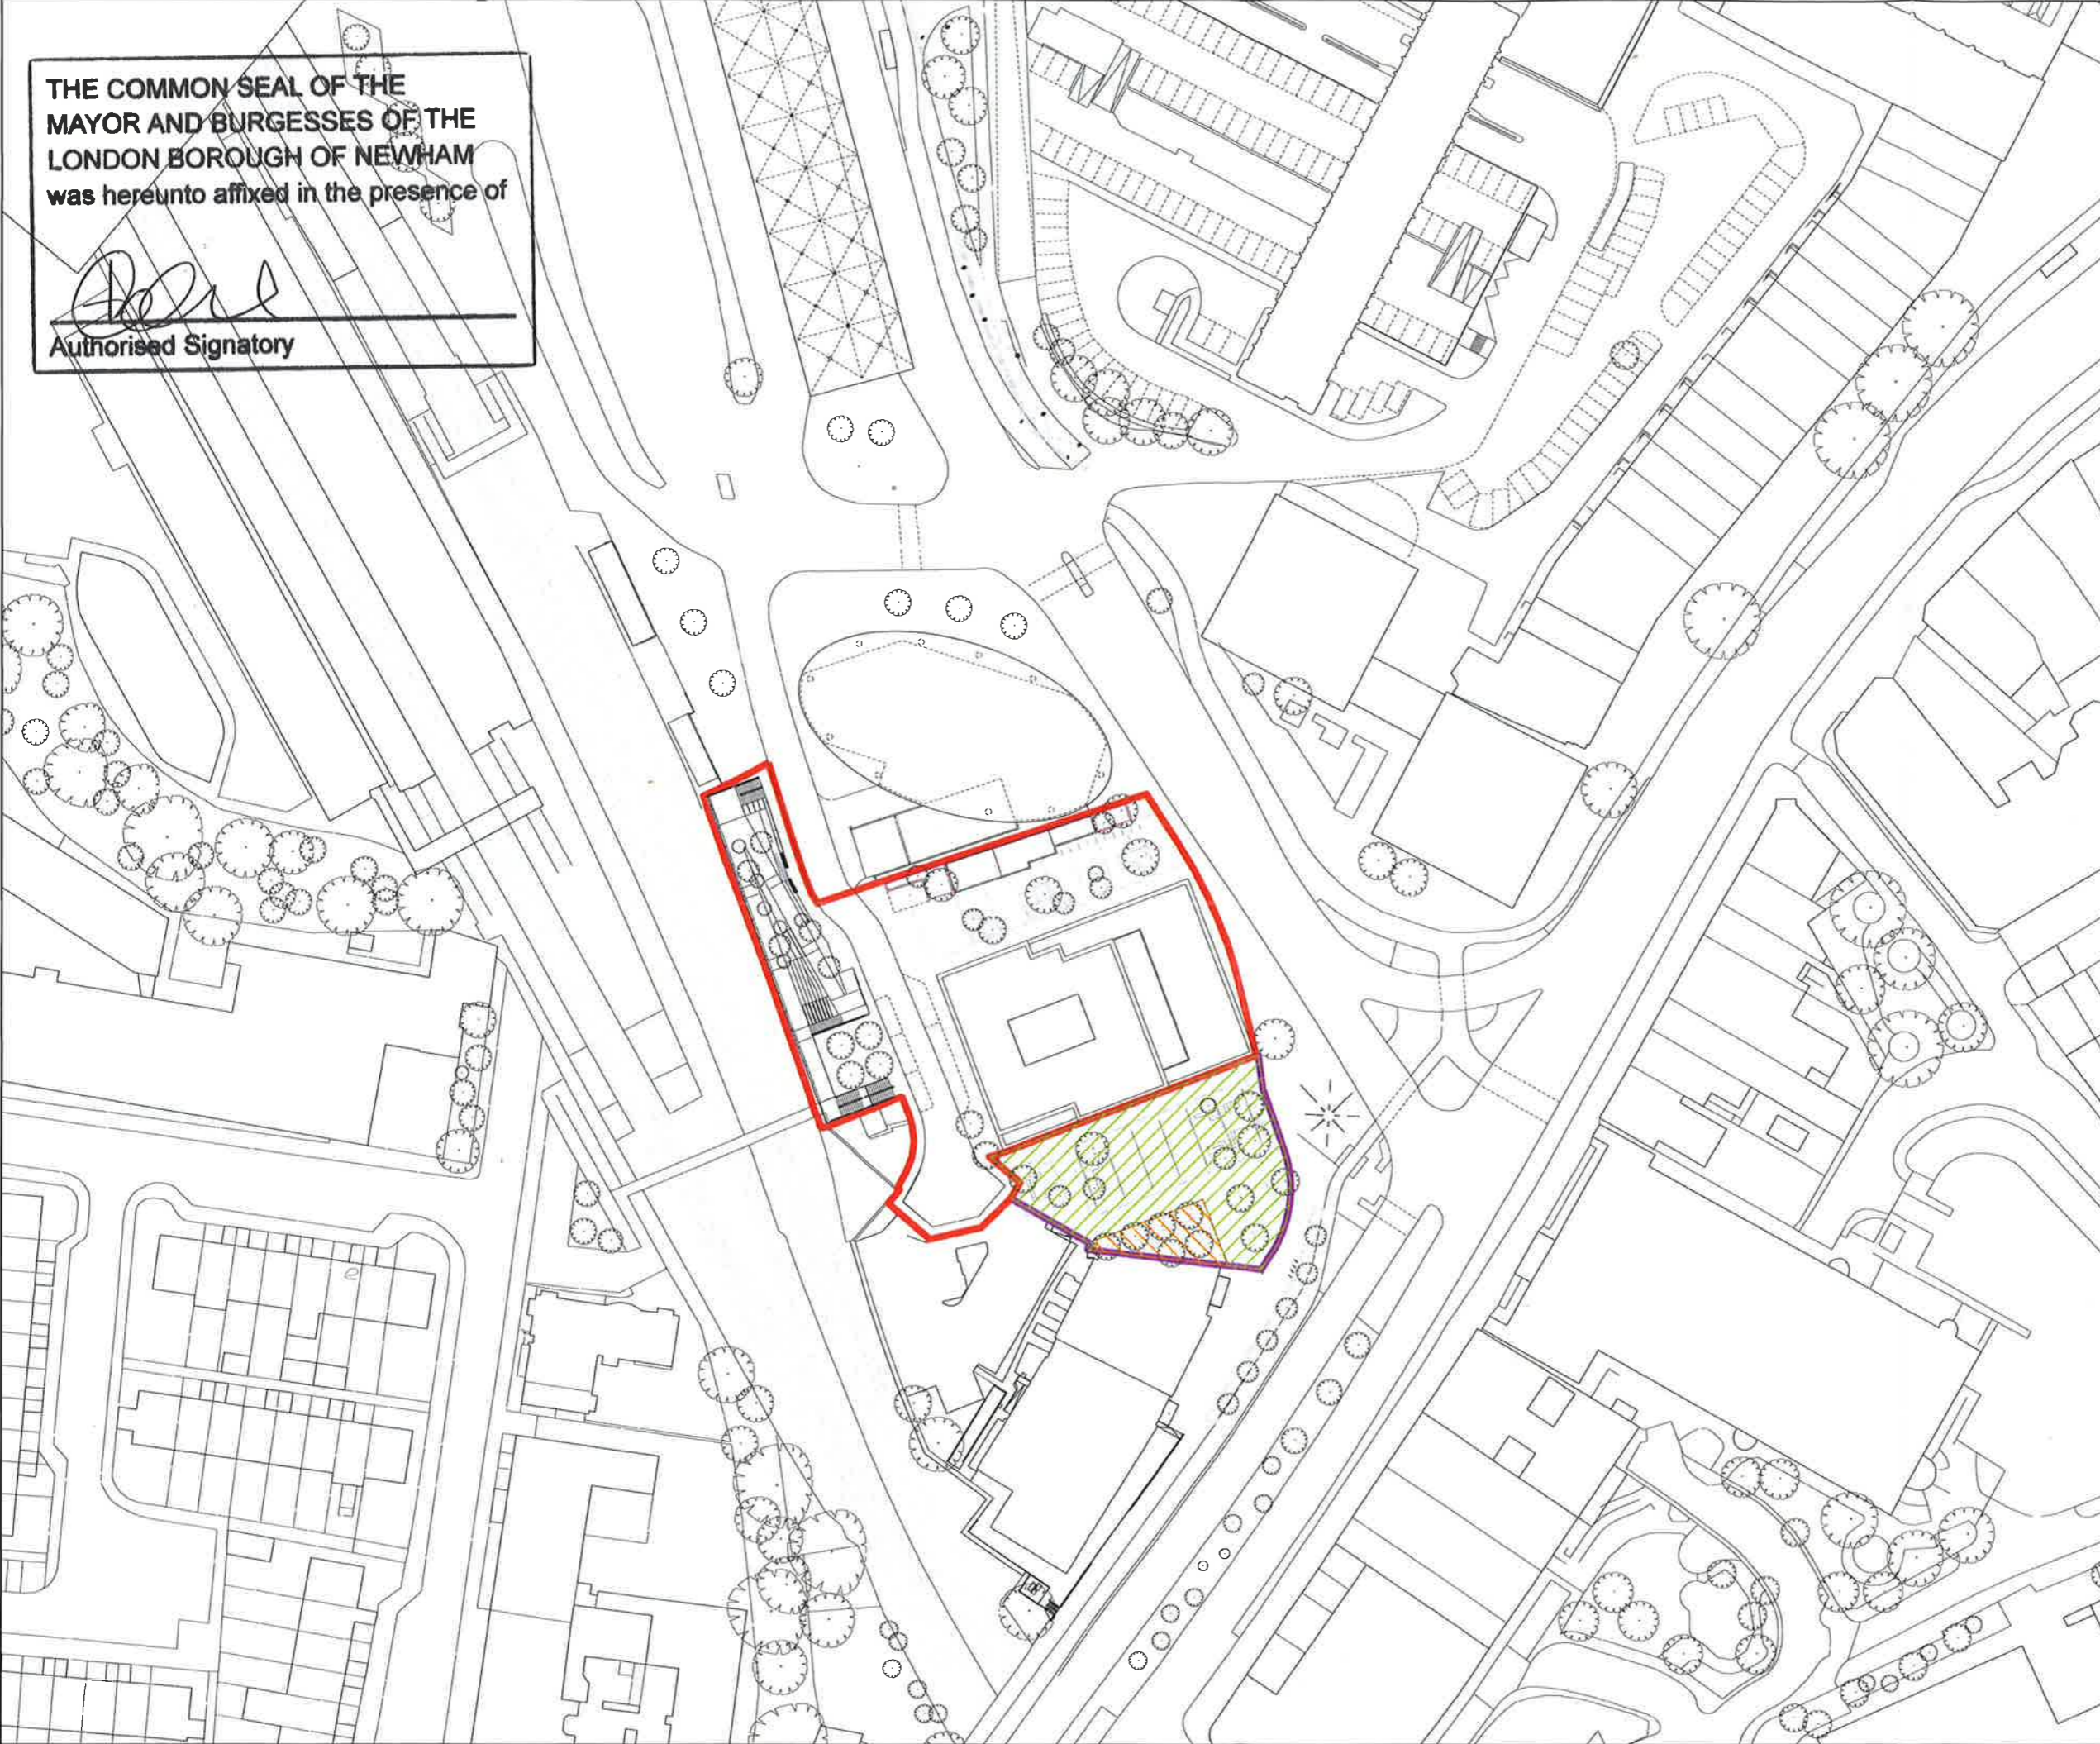 THE COMMON SEAL OF THE
MAYOR AND BURGESSES OF THE
LONDON BOROUGH OF NEWHAM
was hereunto affixed in the presence of
Authorised Signatory